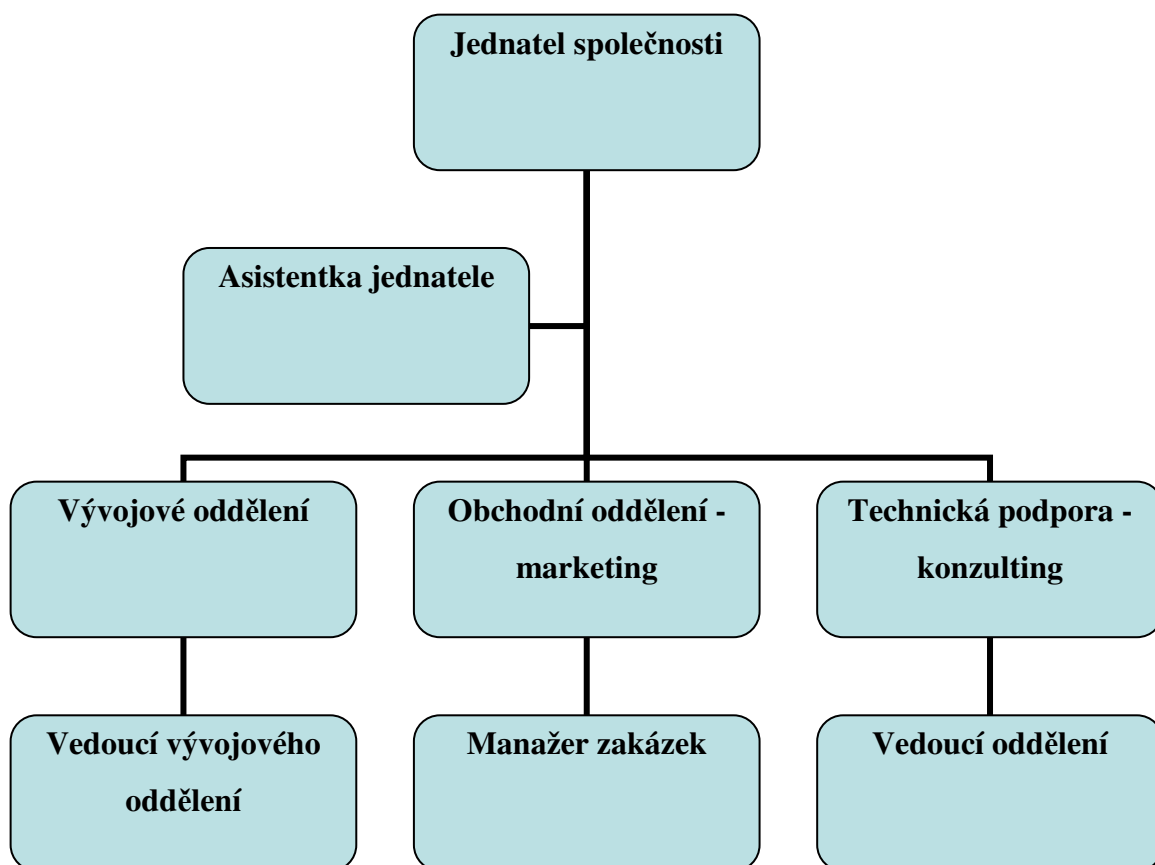 Jednatel společnosti
Asistentka jednatele
Vývojové oddělení
Obchodní oddělení -
marketing
Technická podpora -
konzulting
Vedoucí vývojového
oddělení
Manažer zakázek
Vedoucí oddělení